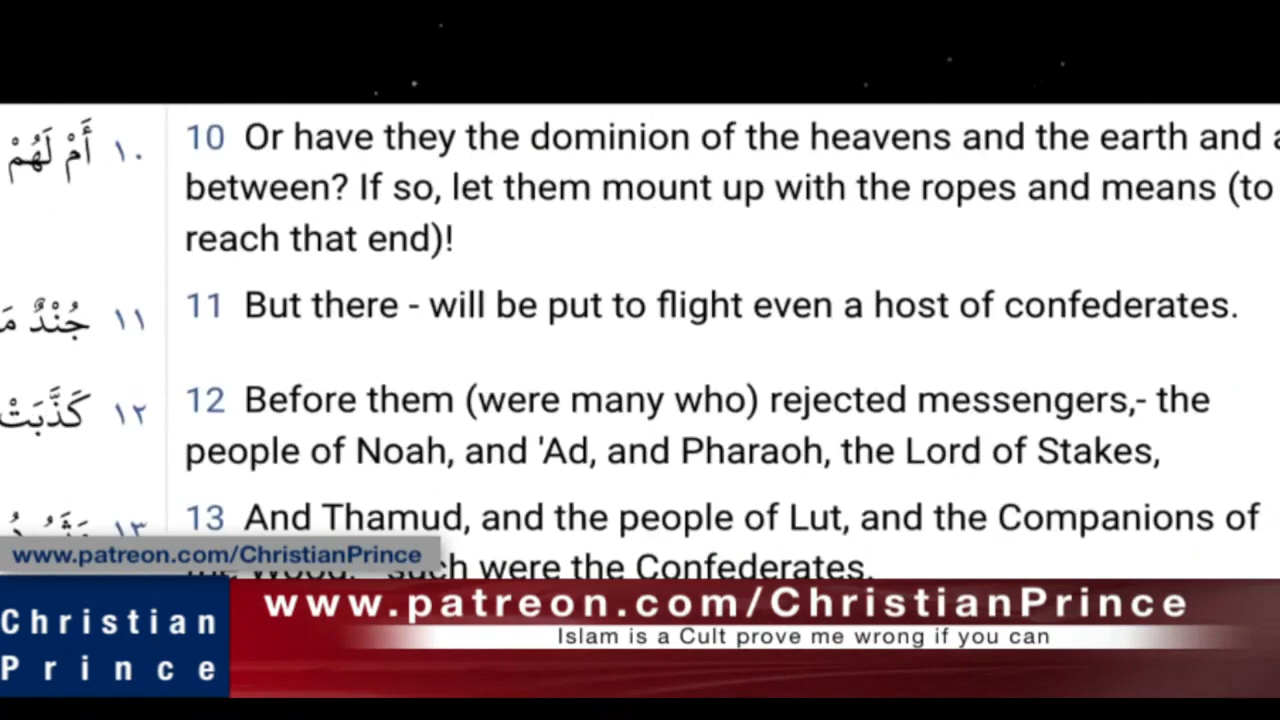 أَمْ لَهُمْ ١٠ 10 Or have they the dominion of the heavens and the earth and
between? If so, let them mount up with the ropes and means (to
reach that end)!
جُنْدٌ ١١ 11 But there - will be put to flight even a host of confederates.
كَذَّبَتْ ١٢ 12 Before them (were many who) rejected messengers,- the
people of Noah, and 'Ad, and Pharaoh, the Lord of Stakes,
١٣ 13 And Thamud, and the people of Lut, and the Companions of
the Wood; - such were the Confederates.
www.patreon.com/ChristianPrince
Christian
Prince
www.patreon.com/ChristianPrince
Islam is a Cult prove me wrong if you can